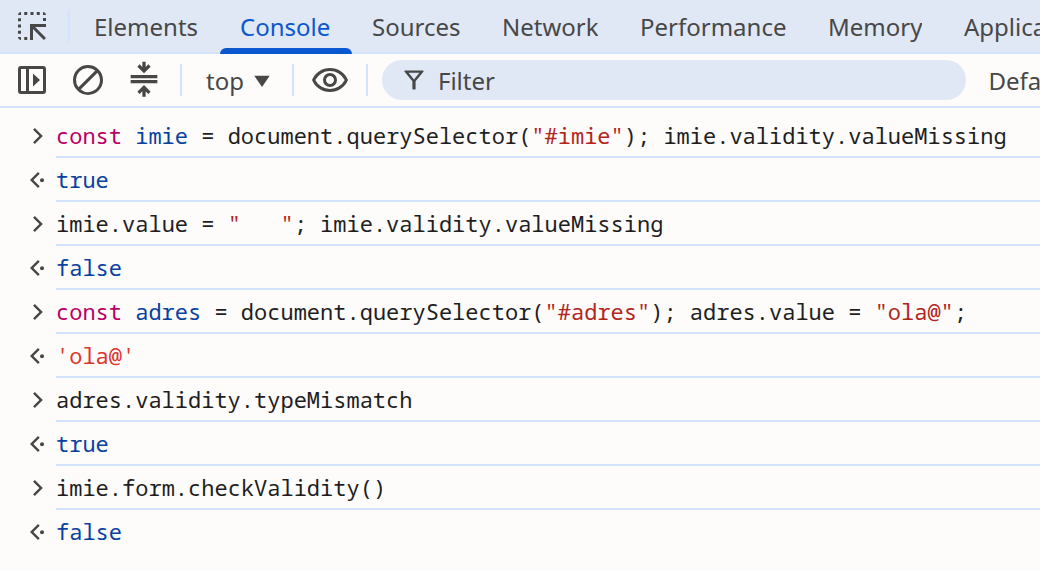 Elements Console Sources Network Performance Memory Applica
top Filter Defa
const imie = document.querySelector("#imie"); imie.validity.valueMissing
true
imie.value = "   "; imie.validity.valueMissing
false
const adres = document.querySelector("#adres"); adres.value = "ola@";
'ola@'
adres.validity.typeMismatch
true
imie.form.checkValidity()
false